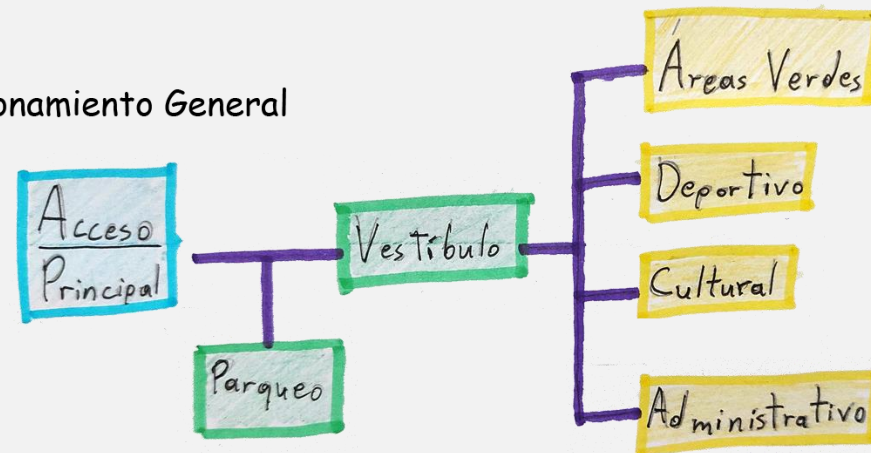 onamiento General
Acceso
Principal
Parqueo
Vestíbulo
Áreas Verdes
Deportivo
Cultural
Administrativo